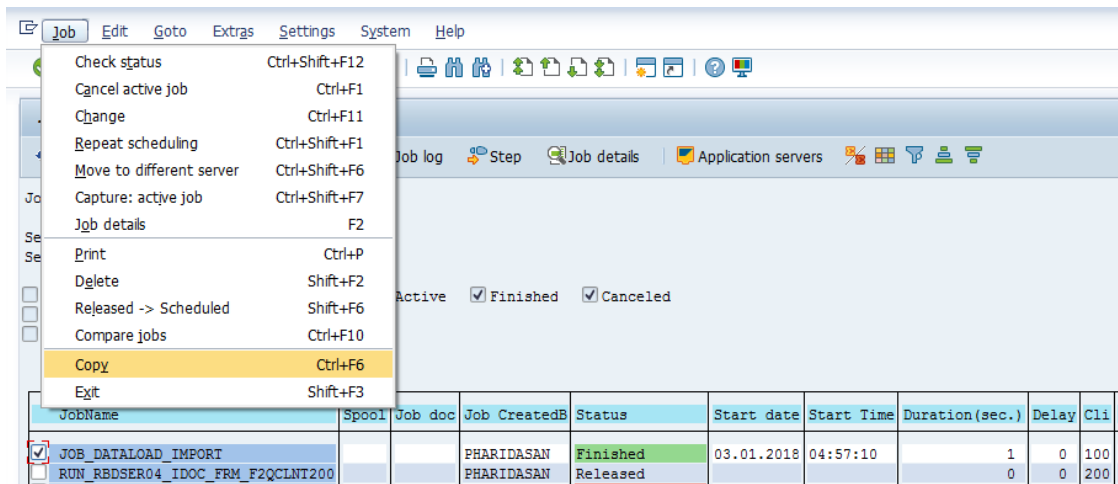 Job Edit Goto Extras Settings System Help
Check status Ctrl+Shift+F12
Cancel active job Ctrl+F1
Change Ctrl+F11
Repeat scheduling Ctrl+Shift+F1
Move to different server Ctrl+Shift+F6
Capture: active job Ctrl+Shift+F7
Job details F2
Print Ctrl+P
Delete Shift+F2
Released -> Scheduled Shift+F6
Compare jobs Ctrl+F10
Copy Ctrl+F6
Exit Shift+F3
Job log Step Job details Application servers
Jo
Se
Se
Active Finished Canceled
JobName Spool Job doc Job CreatedB Status Start date Start Time Duration(sec.) Delay Cli
JOB_DATALOAD_IMPORT PHARIDASAN Finished 03.01.2018 04:57:10 1 0 100
RUN_RBDSER04_IDOC_FRM_F2QCLNT200 PHARIDASAN Released 0 0 200